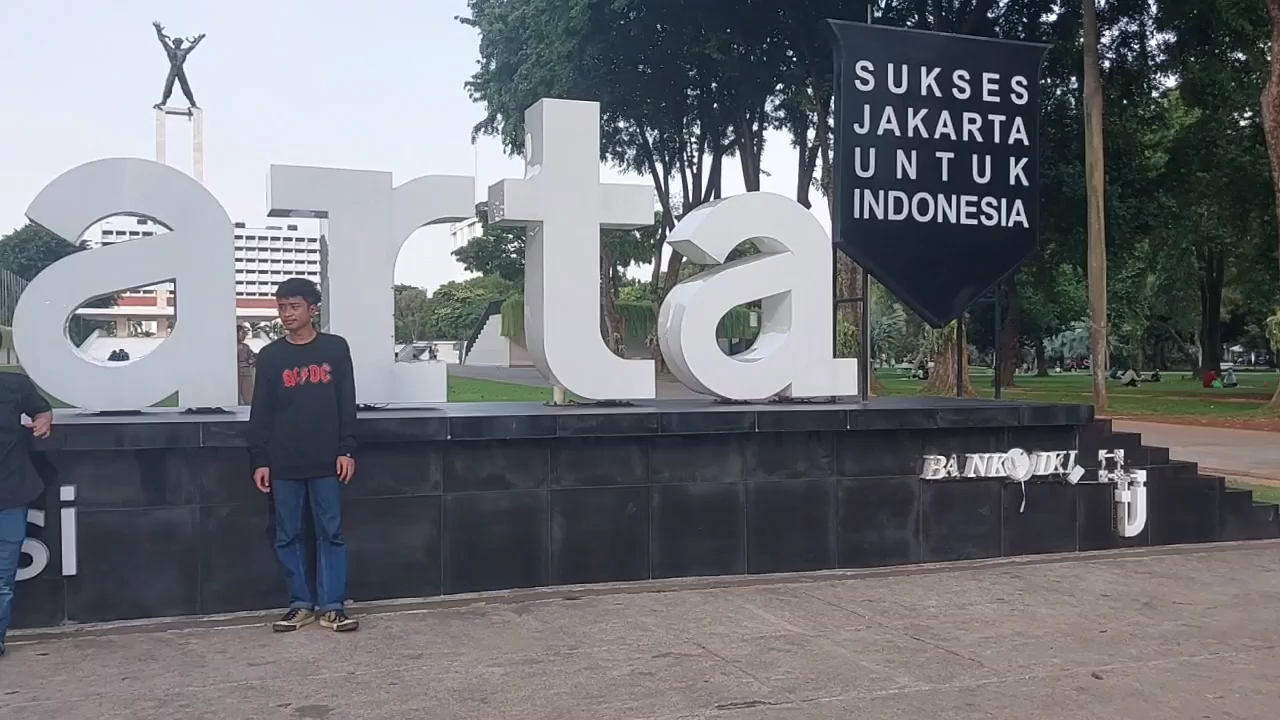 arta
SUKSES
JAKARTA
UNTUK
INDONESIA
AC DC
si
BANK DKI